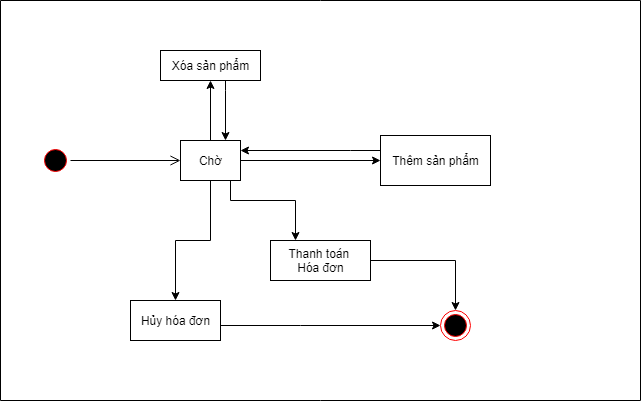 Xóa sản phẩm
Chờ
Thêm sản phẩm
Thanh toán
Hóa đơn
Hủy hóa đơn